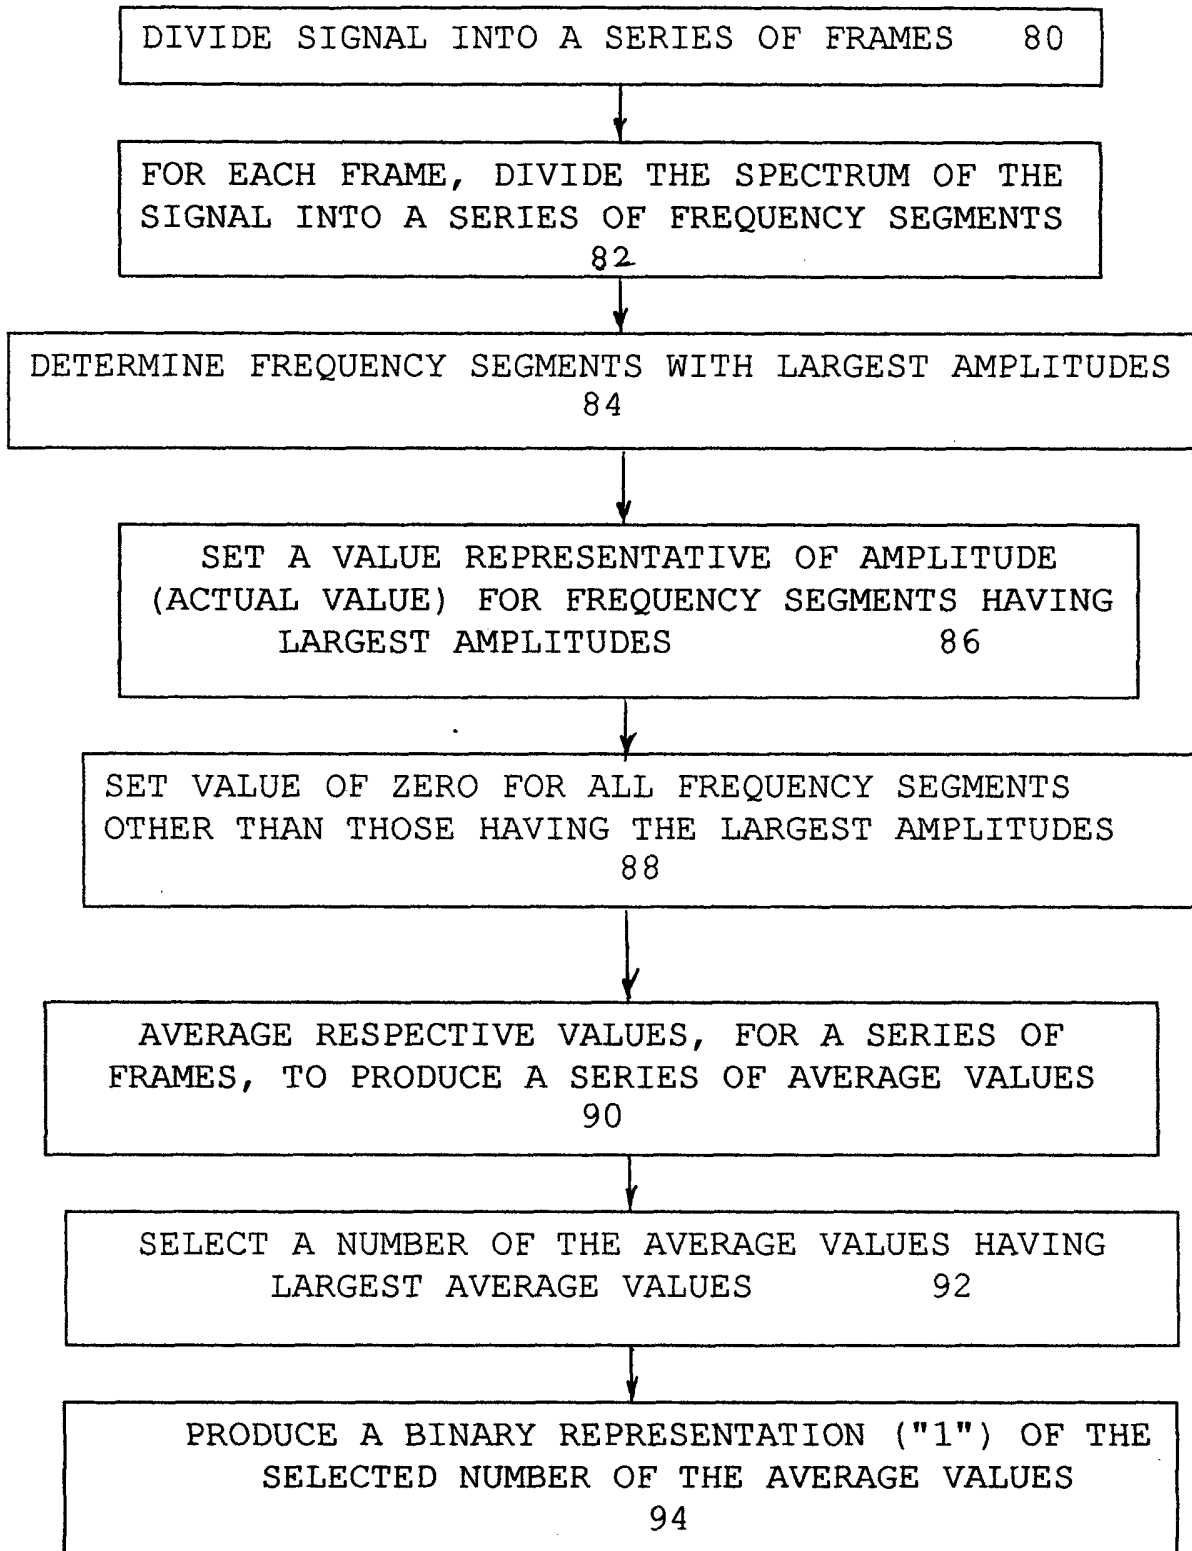 DIVIDE SIGNAL INTO A SERIES OF FRAMES 80
FOR EACH FRAME, DIVIDE THE SPECTRUM OF THE
SIGNAL INTO A SERIES OF FREQUENCY SEGMENTS
82
DETERMINE FREQUENCY SEGMENTS WITH LARGEST AMPLITUDES
84
SET A VALUE REPRESENTATIVE OF AMPLITUDE
(ACTUAL VALUE) FOR FREQUENCY SEGMENTS HAVING
LARGEST AMPLITUDES 86
SET VALUE OF ZERO FOR ALL FREQUENCY SEGMENTS
OTHER THAN THOSE HAVING THE LARGEST AMPLITUDES
88
AVERAGE RESPECTIVE VALUES, FOR A SERIES OF
FRAMES, TO PRODUCE A SERIES OF AVERAGE VALUES
90
SELECT A NUMBER OF THE AVERAGE VALUES HAVING
LARGEST AVERAGE VALUES 92
PRODUCE A BINARY REPRESENTATION ("1") OF THE
SELECTED NUMBER OF THE AVERAGE VALUES
94